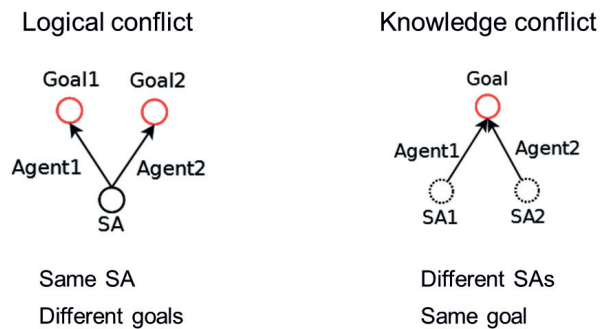 Logical conflict
Goal1 Goal2
Agent1 Agent2
SA
Same SA
Different goals
Knowledge conflict
Goal
Agent1 Agent2
SA1 SA2
Different SAs
Same goal